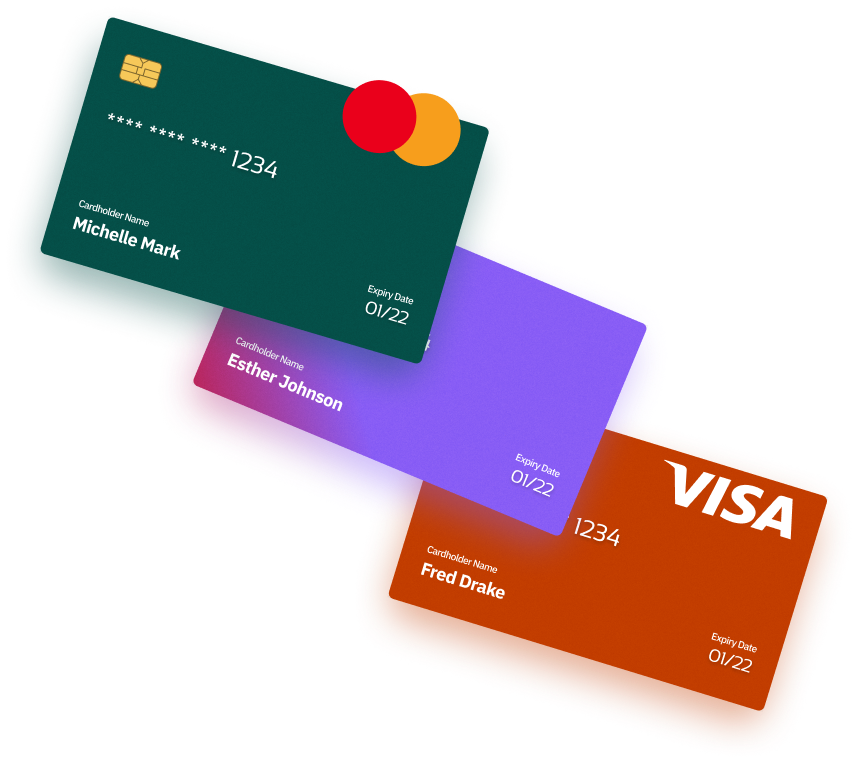 **** **** **** 1234
Cardholder Name
Michelle Mark
Expiry Date
01/22
Cardholder Name
Esther Johnson
Expiry Date
01/22
VISA
1234
Cardholder Name
Fred Drake
Expiry Date
01/22